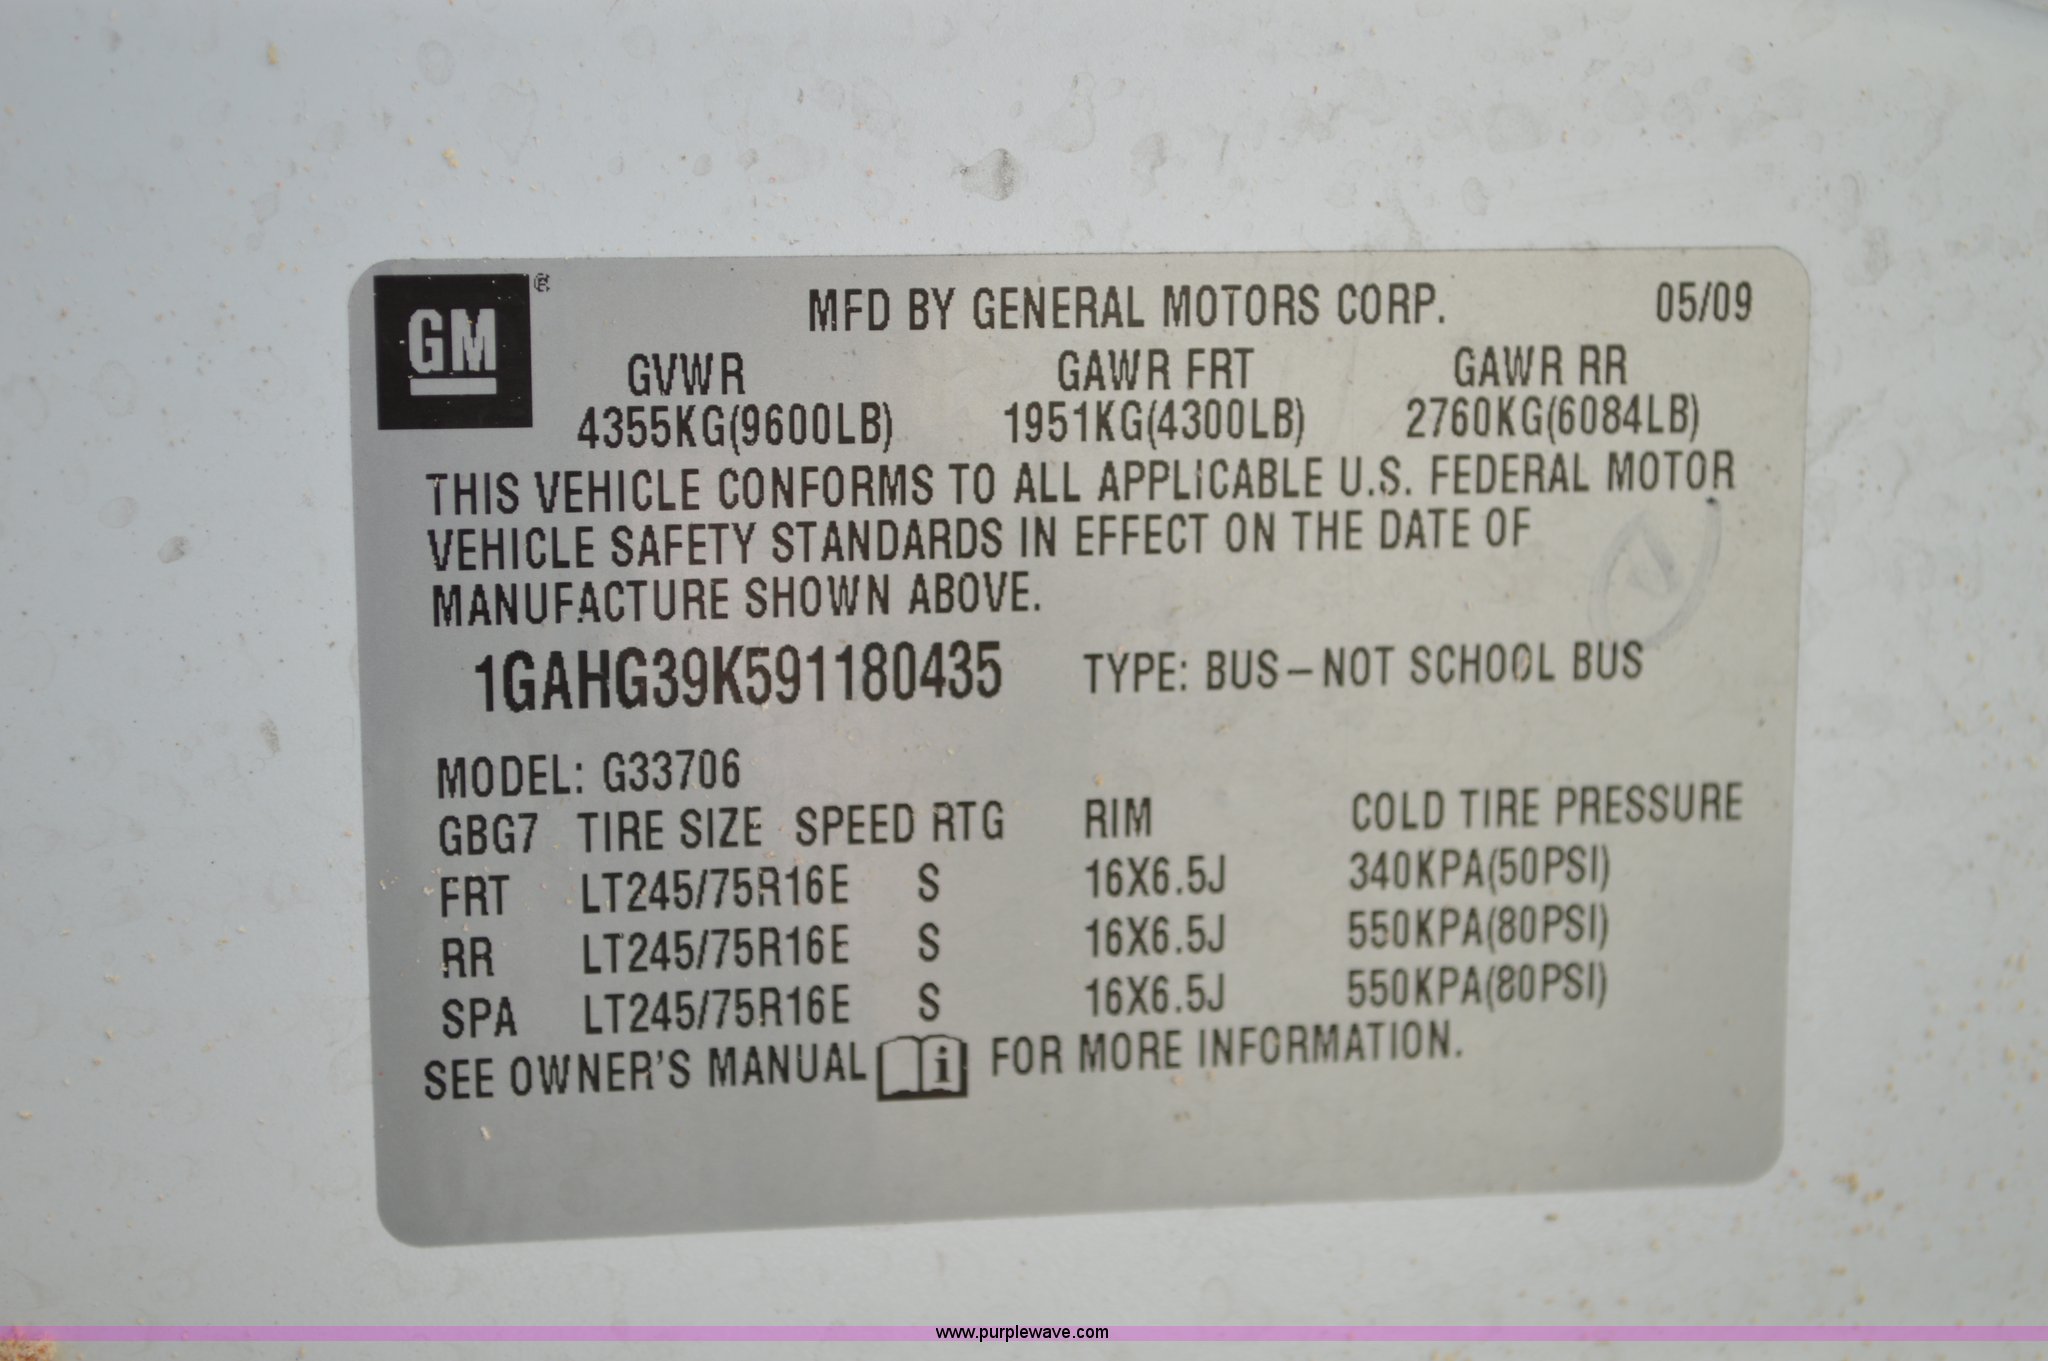 GM® MFD BY GENERAL MOTORS CORP. 05/09
GVWR GAWR FRT GAWR RR
4355KG(9600LB) 1951KG(4300LB) 2760KG(6084LB)
THIS VEHICLE CONFORMS TO ALL APPLICABLE U.S. FEDERAL MOTOR
VEHICLE SAFETY STANDARDS IN EFFECT ON THE DATE OF
MANUFACTURE SHOWN ABOVE.
1GAHG39K591180435 TYPE: BUS – NOT SCHOOL BUS
MODEL: G33706
GBG7 TIRE SIZE SPEED RTG RIM COLD TIRE PRESSURE
FRT LT245/75R16E S 16X6.5J 340KPA(50PSI)
RR LT245/75R16E S 16X6.5J 550KPA(80PSI)
SPA LT245/75R16E S 16X6.5J 550KPA(80PSI)
SEE OWNER'S MANUAL i FOR MORE INFORMATION.
www.purplewave.com